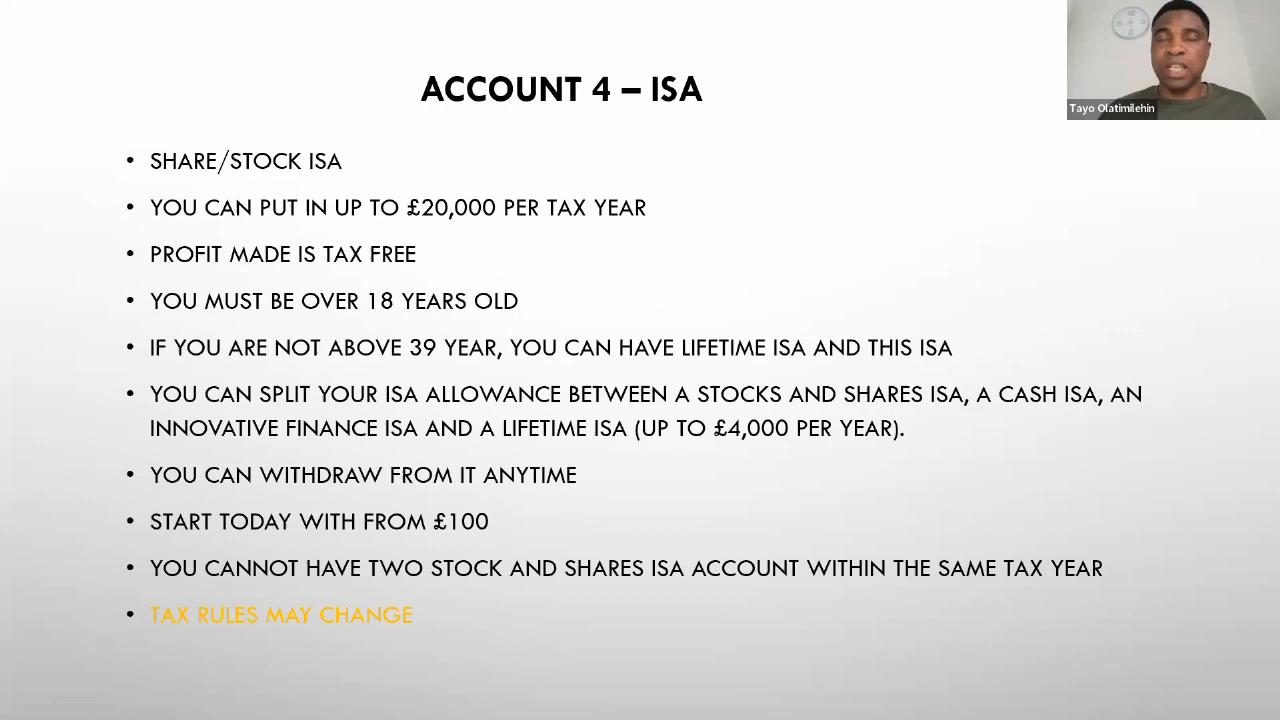 ACCOUNT 4 – ISA
Tayo Olatimilehin
• SHARE/STOCK ISA
• YOU CAN PUT IN UP TO £20,000 PER TAX YEAR
• PROFIT MADE IS TAX FREE
• YOU MUST BE OVER 18 YEARS OLD
• IF YOU ARE NOT ABOVE 39 YEAR, YOU CAN HAVE LIFETIME ISA AND THIS ISA
• YOU CAN SPLIT YOUR ISA ALLOWANCE BETWEEN A STOCKS AND SHARES ISA, A CASH ISA, AN
INNOVATIVE FINANCE ISA AND A LIFETIME ISA (UP TO £4,000 PER YEAR).
• YOU CAN WITHDRAW FROM IT ANYTIME
• START TODAY WITH FROM £100
• YOU CANNOT HAVE TWO STOCK AND SHARES ISA ACCOUNT WITHIN THE SAME TAX YEAR
• TAX RULES MAY CHANGE